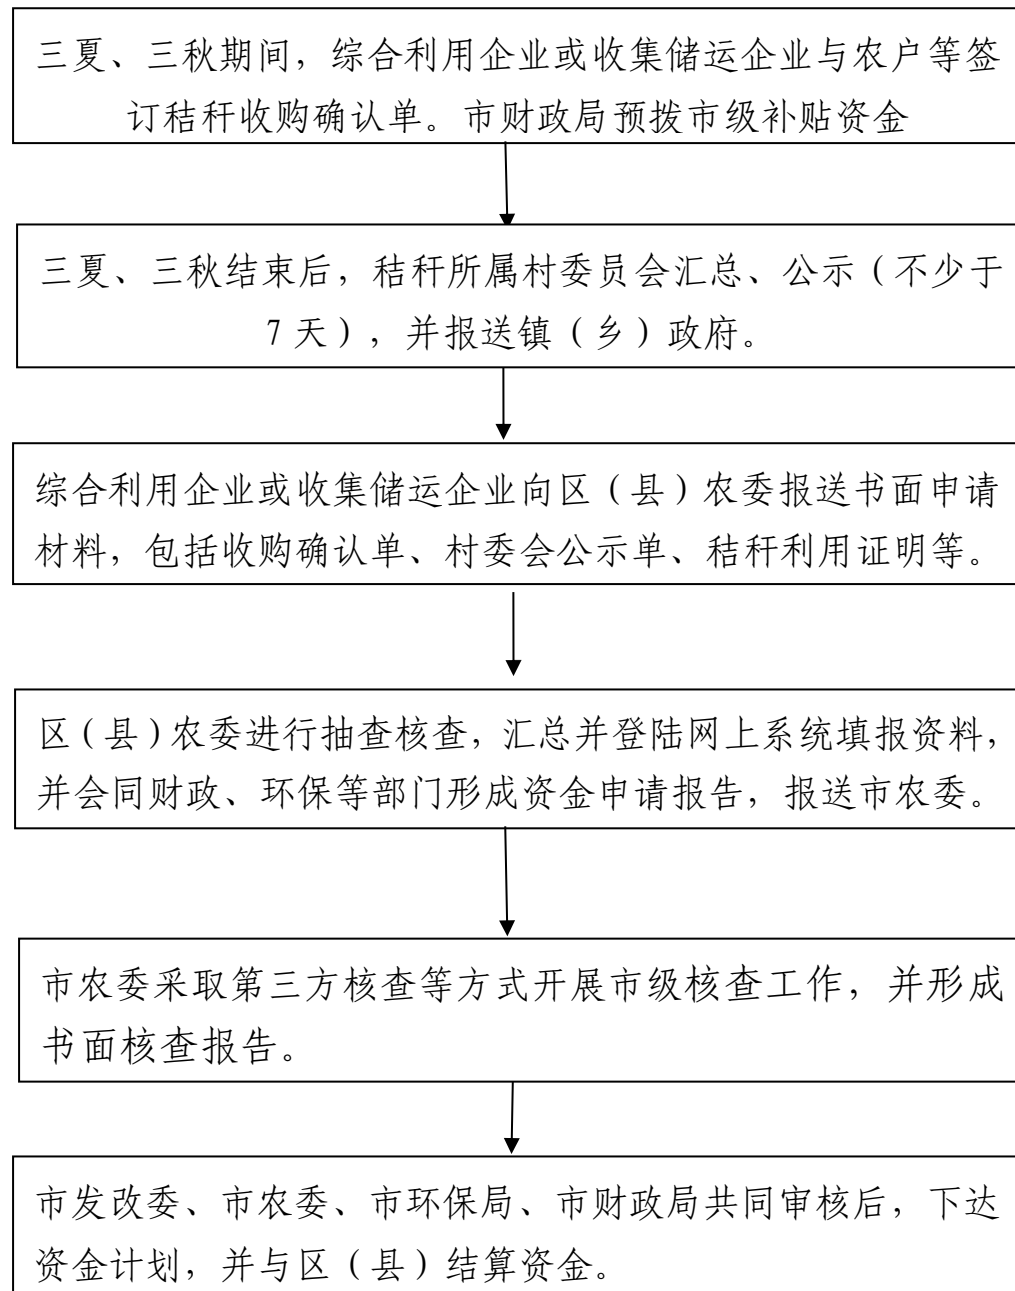 三夏、三秋期间，综合利用企业或收集储运企业与农户等签
订秸秆收购确认单。市财政局预拨市级补贴资金
三夏、三秋结束后，秸秆所属村委员会汇总、公示（不少于
7 天），并报送镇（乡）政府。
综合利用企业或收集储运企业向区（县）农委报送书面申请
材料，包括收购确认单、村委会公示单、秸秆利用证明等。
区（县）农委进行抽查核查，汇总并登陆网上系统填报资料，
并会同财政、环保等部门形成资金申请报告，报送市农委。
市农委采取第三方核查等方式开展市级核查工作，并形成
书面核查报告。
市发改委、市农委、市环保局、市财政局共同审核后，下达
资金计划，并与区（县）结算资金。